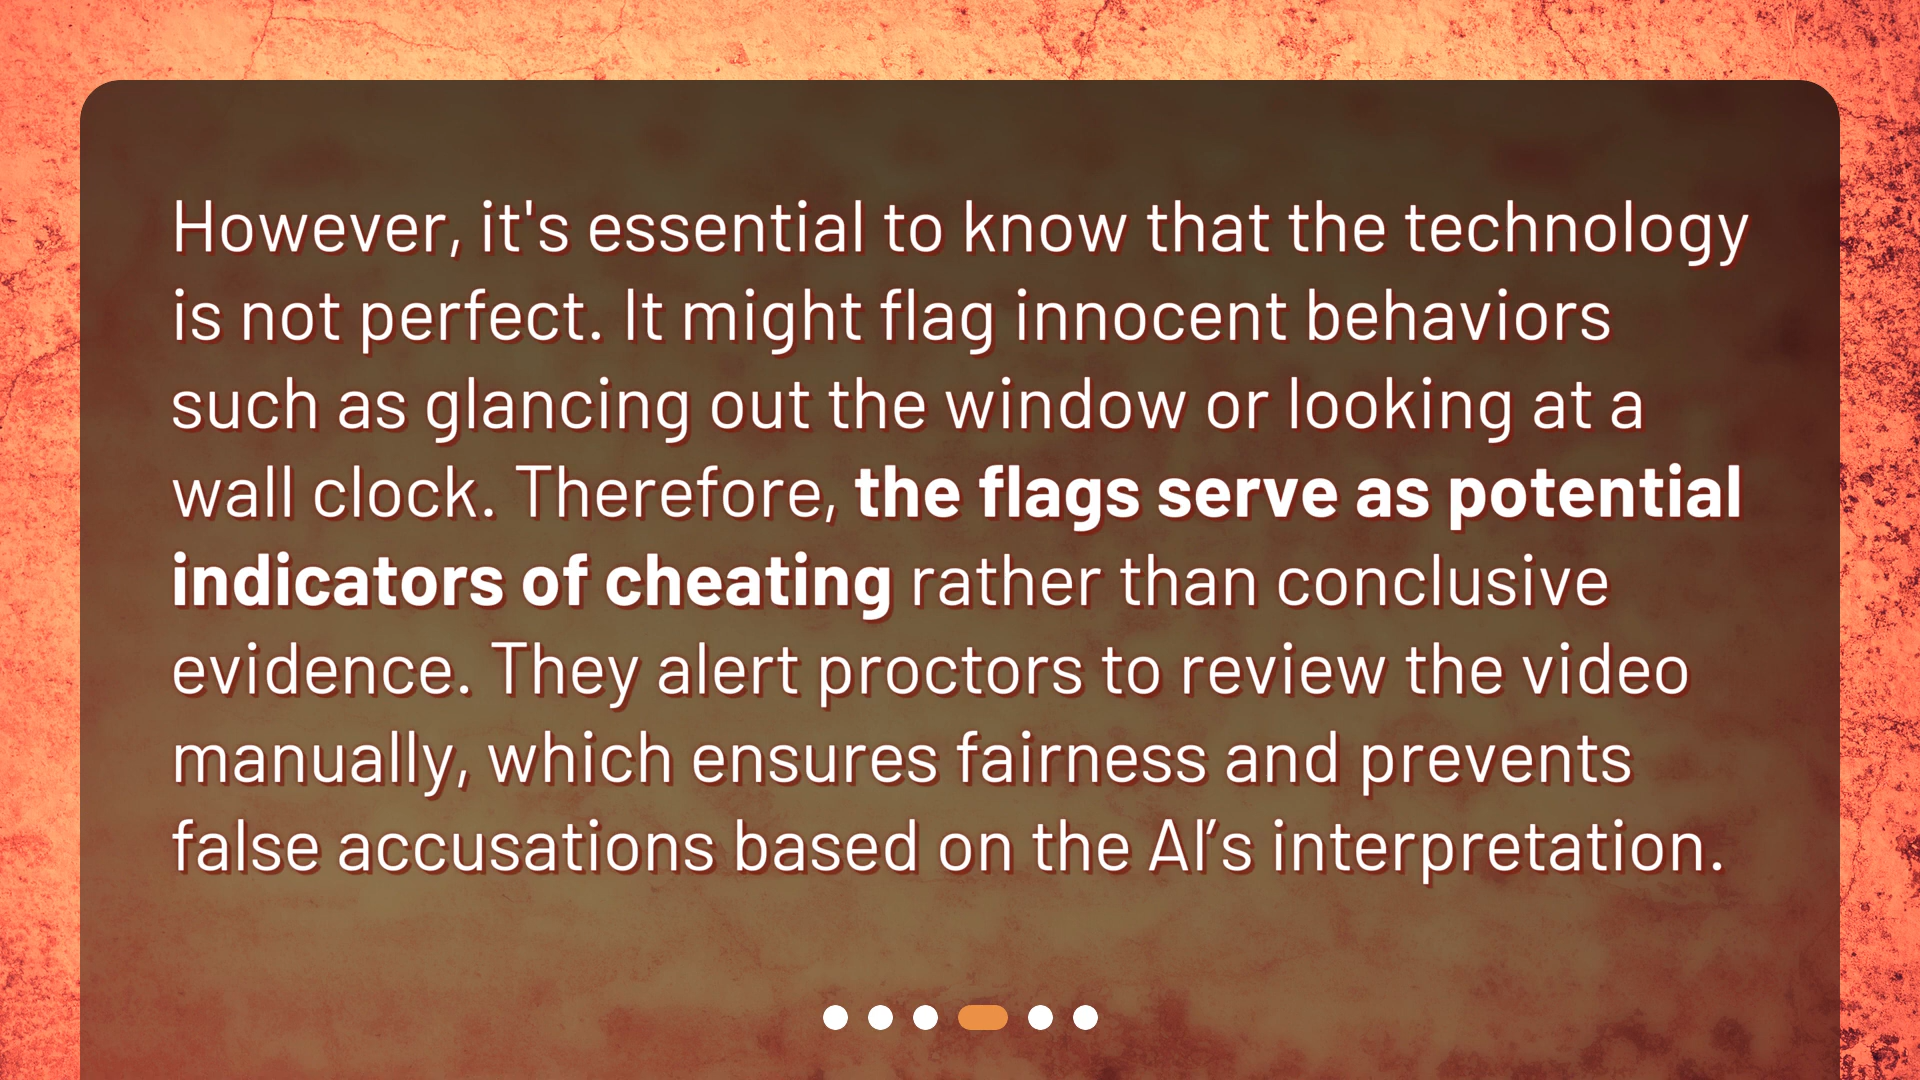 However, it's essential to know that the technology
is not perfect. It might flag innocent behaviors
such as glancing out the window or looking at a
wall clock. Therefore, the flags serve as potential
indicators of cheating rather than conclusive
evidence. They alert proctors to review the video
manually, which ensures fairness and prevents
false accusations based on the AI’s interpretation.